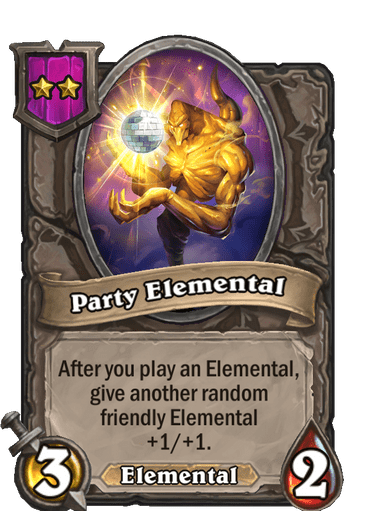 Party Elemental
After you play an Elemental,
give another random
friendly Elemental
+1/+1.
3
Elemental
2